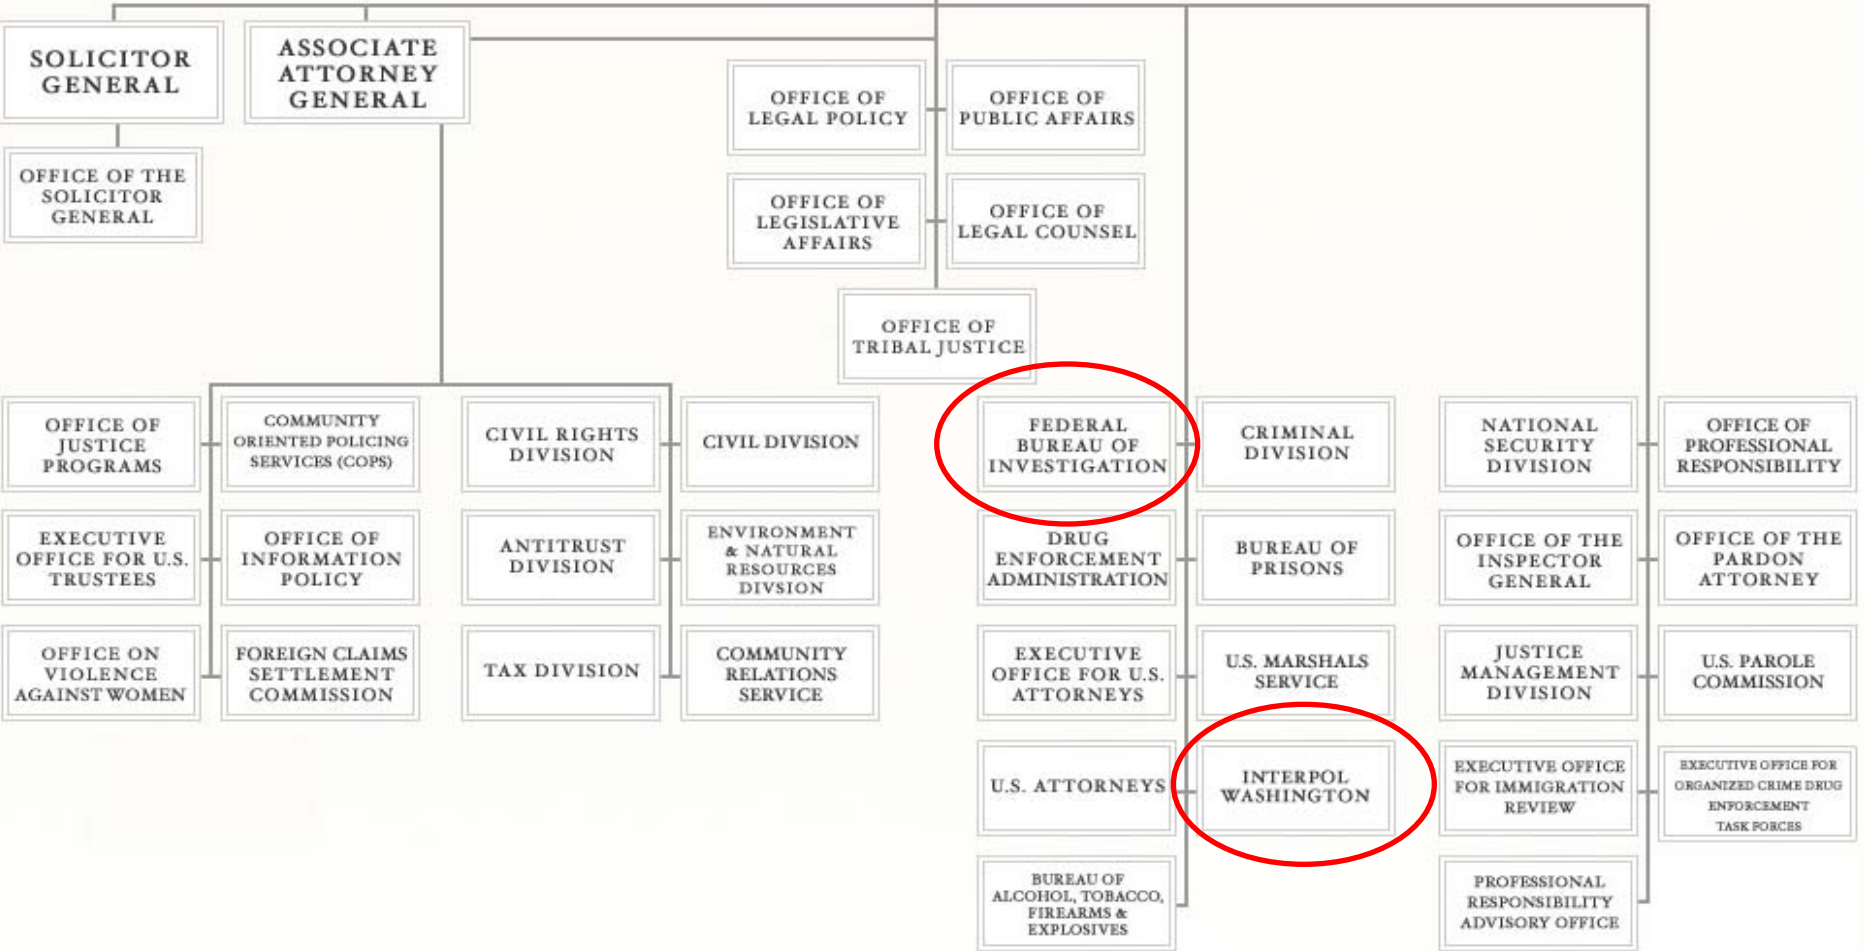 SOLICITOR
GENERAL
ASSOCIATE
ATTORNEY
GENERAL
OFFICE OF THE
SOLICITOR
GENERAL
OFFICE OF
LEGAL POLICY
OFFICE OF
PUBLIC AFFAIRS
OFFICE OF
LEGISLATIVE
AFFAIRS
OFFICE OF
LEGAL COUNSEL
OFFICE OF
TRIBAL JUSTICE
OFFICE OF
JUSTICE
PROGRAMS
COMMUNITY
ORIENTED POLICING
SERVICES (COPS)
CIVIL RIGHTS
DIVISION
CIVIL DIVISION
FEDERAL
BUREAU OF
INVESTIGATION
CRIMINAL
DIVISION
NATIONAL
SECURITY
DIVISION
OFFICE OF
PROFESSIONAL
RESPONSIBILITY
EXECUTIVE
OFFICE FOR U.S.
TRUSTEES
OFFICE OF
INFORMATION
POLICY
ANTITRUST
DIVISION
ENVIRONMENT
& NATURAL
RESOURCES
DIVSION
DRUG
ENFORCEMENT
ADMINISTRATION
BUREAU OF
PRISONS
OFFICE OF THE
INSPECTOR
GENERAL
OFFICE OF THE
PARDON
ATTORNEY
OFFICE ON
VIOLENCE
AGAINST WOMEN
FOREIGN CLAIMS
SETTLEMENT
COMMISSION
TAX DIVISION
COMMUNITY
RELATIONS
SERVICE
EXECUTIVE
OFFICE FOR U.S.
ATTORNEYS
U.S. MARSHALS
SERVICE
JUSTICE
MANAGEMENT
DIVISION
U.S. PAROLE
COMMISSION
U.S. ATTORNEYS
INTERPOL
WASHINGTON
EXECUTIVE OFFICE
FOR IMMIGRATION
REVIEW
EXECUTIVE OFFICE FOR
ORGANIZED CRIME DRUG
ENFORCEMENT
TASK FORCES
BUREAU OF
ALCOHOL, TOBACCO,
FIREARMS &
EXPLOSIVES
PROFESSIONAL
RESPONSIBILITY
ADVISORY OFFICE